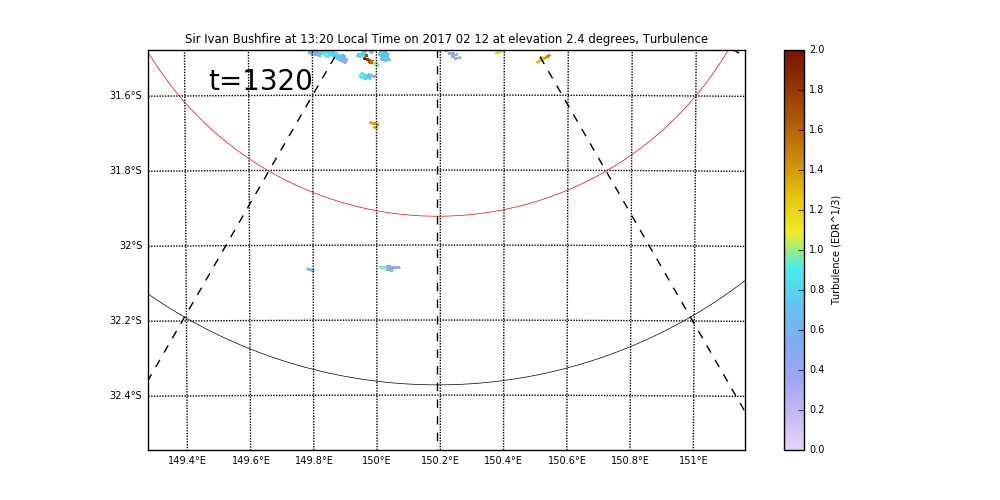 Sir Ivan Bushfire at 13:20 Local Time on 2017 02 12 at elevation 2.4 degrees, Turbulence
t=1320
31.6°S
31.8°S
32°S
32.2°S
32.4°S
149.4°E 149.6°E 149.8°E 150°E 150.2°E 150.4°E 150.6°E 150.8°E 151°E
2.0
1.8
1.6
1.4
1.2
1.0
0.8
0.6
0.4
0.2
0.0
Turbulence (EDR^1/3)